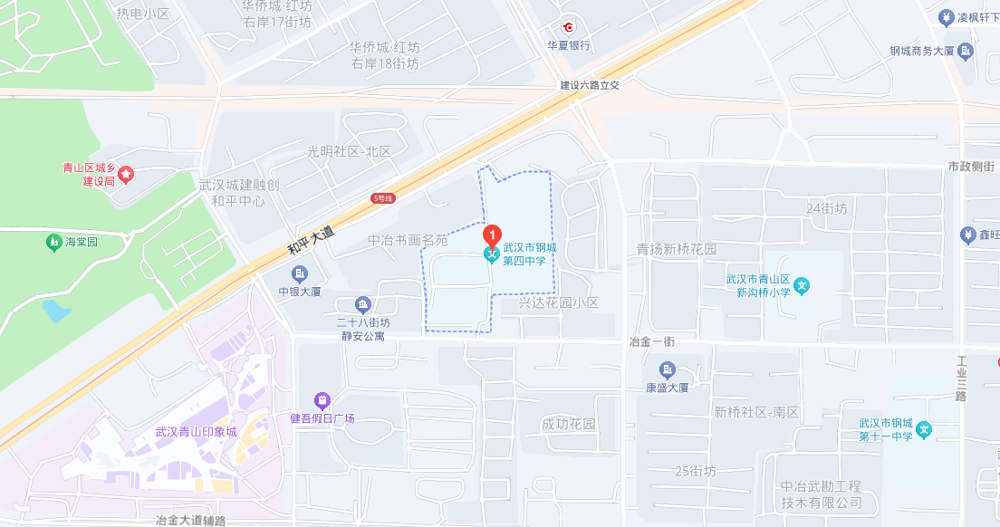 热电小区
华侨城·红坊
右岸17街坊
华侨城·红坊
右岸18街坊
华夏银行
凌枫轩下
钢城商务大厦
建设六路立交
光明社区-北区
青山区城乡
建设局
武汉城建融创
和平中心
5号线
市政侧街
24街坊
和平大道
海棠园
中冶书画名苑
1
武汉市钢城
第四中学
青扬新桥花园
鑫旺
中银大厦
武汉市青山区
新沟桥小学
兴达花园小区
二十八街坊
静安公寓
冶金一街
工业三路
康盛大厦
健吾假日广场
新桥社区-南区
武汉青山印象城
成功花园
武汉市钢城
第十一中学
25街坊
中冶武勘工程
技术有限公司
冶金大道辅路